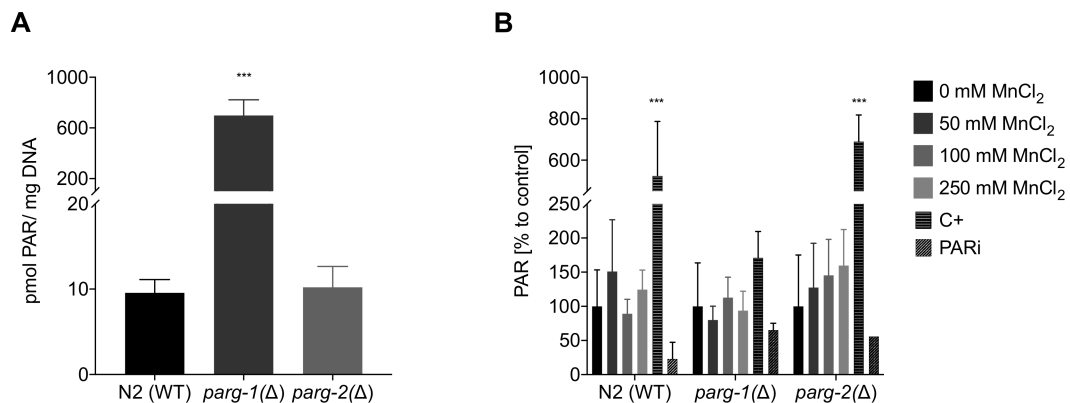 A
B
pmol PAR/ mg DNA
1000
600
200
20
10
0
***
N2 (WT)
parg-1(Δ)
parg-2(Δ)
PAR [% to control]
1000
800
600
250
200
150
100
50
0
***
***
N2 (WT)
parg-1(Δ)
parg-2(Δ)
0 mM MnCl2
50 mM MnCl2
100 mM MnCl2
250 mM MnCl2
C+
PARi